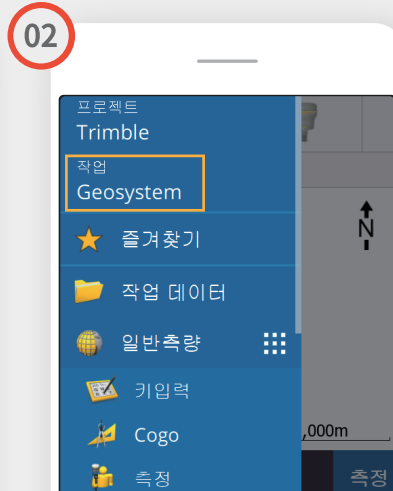 02
프로젝트
Trimble
작업
Geosystem
즐겨찾기
작업 데이터
일반측량
키입력
Cogo
측정
N
,000m
측정